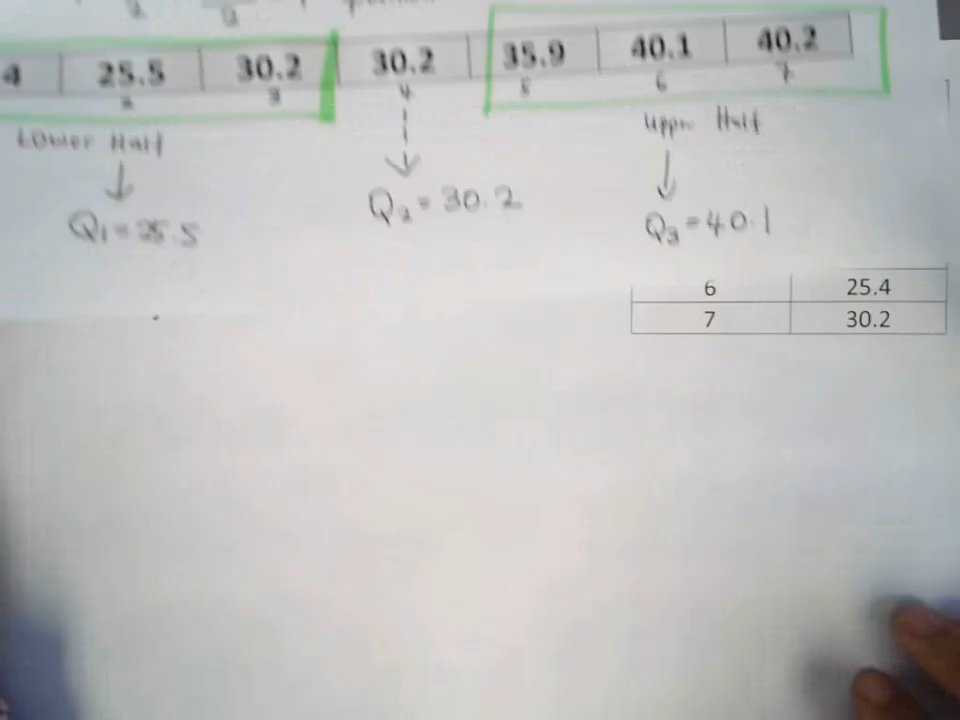 4 25.5 30.2 30.2 35.9 40.1 40.2
2 3 4 5 6 7
Lower Half
Upper Half
Q₁ = 25.5
Q₂ = 30.2
Q₃ = 40.1
6 25.4
7 30.2